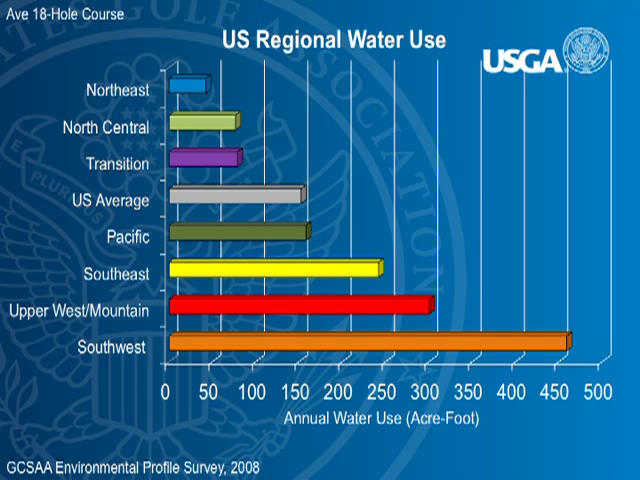 Ave 18-Hole Course
US Regional Water Use
USGA
Northeast
North Central
Transition
US Average
Pacific
Southeast
Upper West/Mountain
Southwest
0 50 100 150 200 250 300 350 400 450 500
Annual Water Use (Acre-Foot)
GCSAA Environmental Profile Survey, 2008